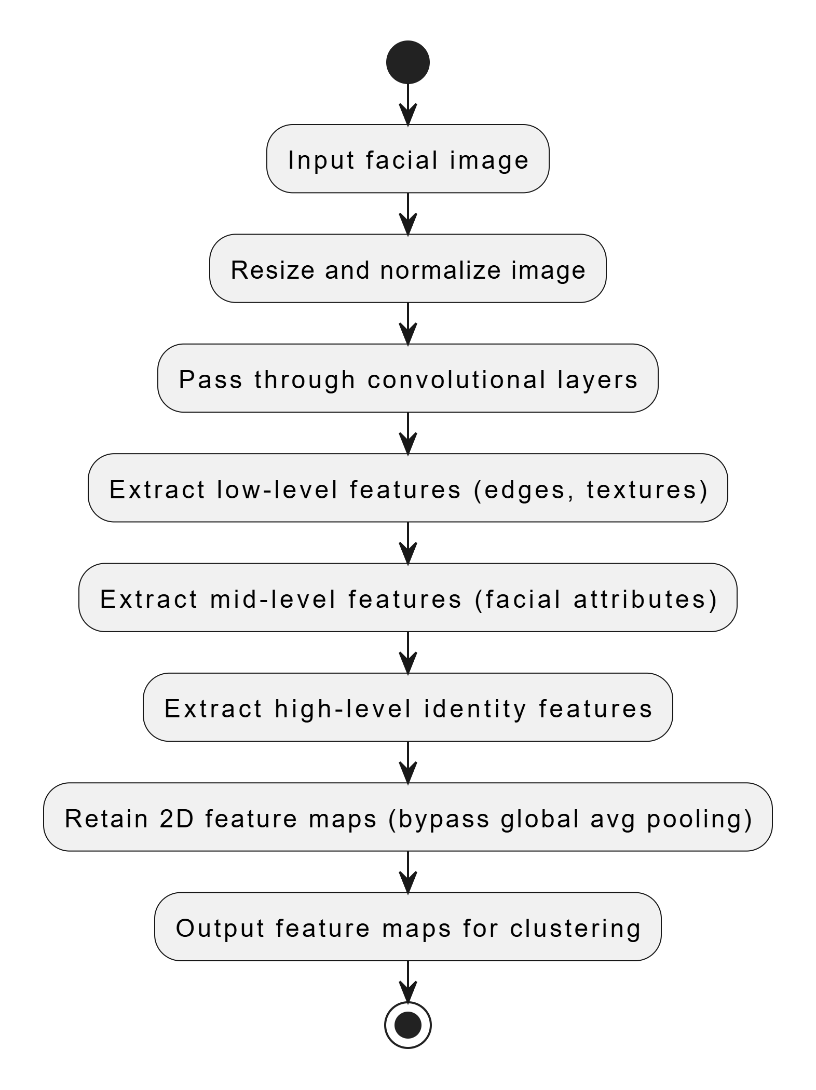 Input facial image
Resize and normalize image
Pass through convolutional layers
Extract low-level features (edges, textures)
Extract mid-level features (facial attributes)
Extract high-level identity features
Retain 2D feature maps (bypass global avg pooling)
Output feature maps for clustering